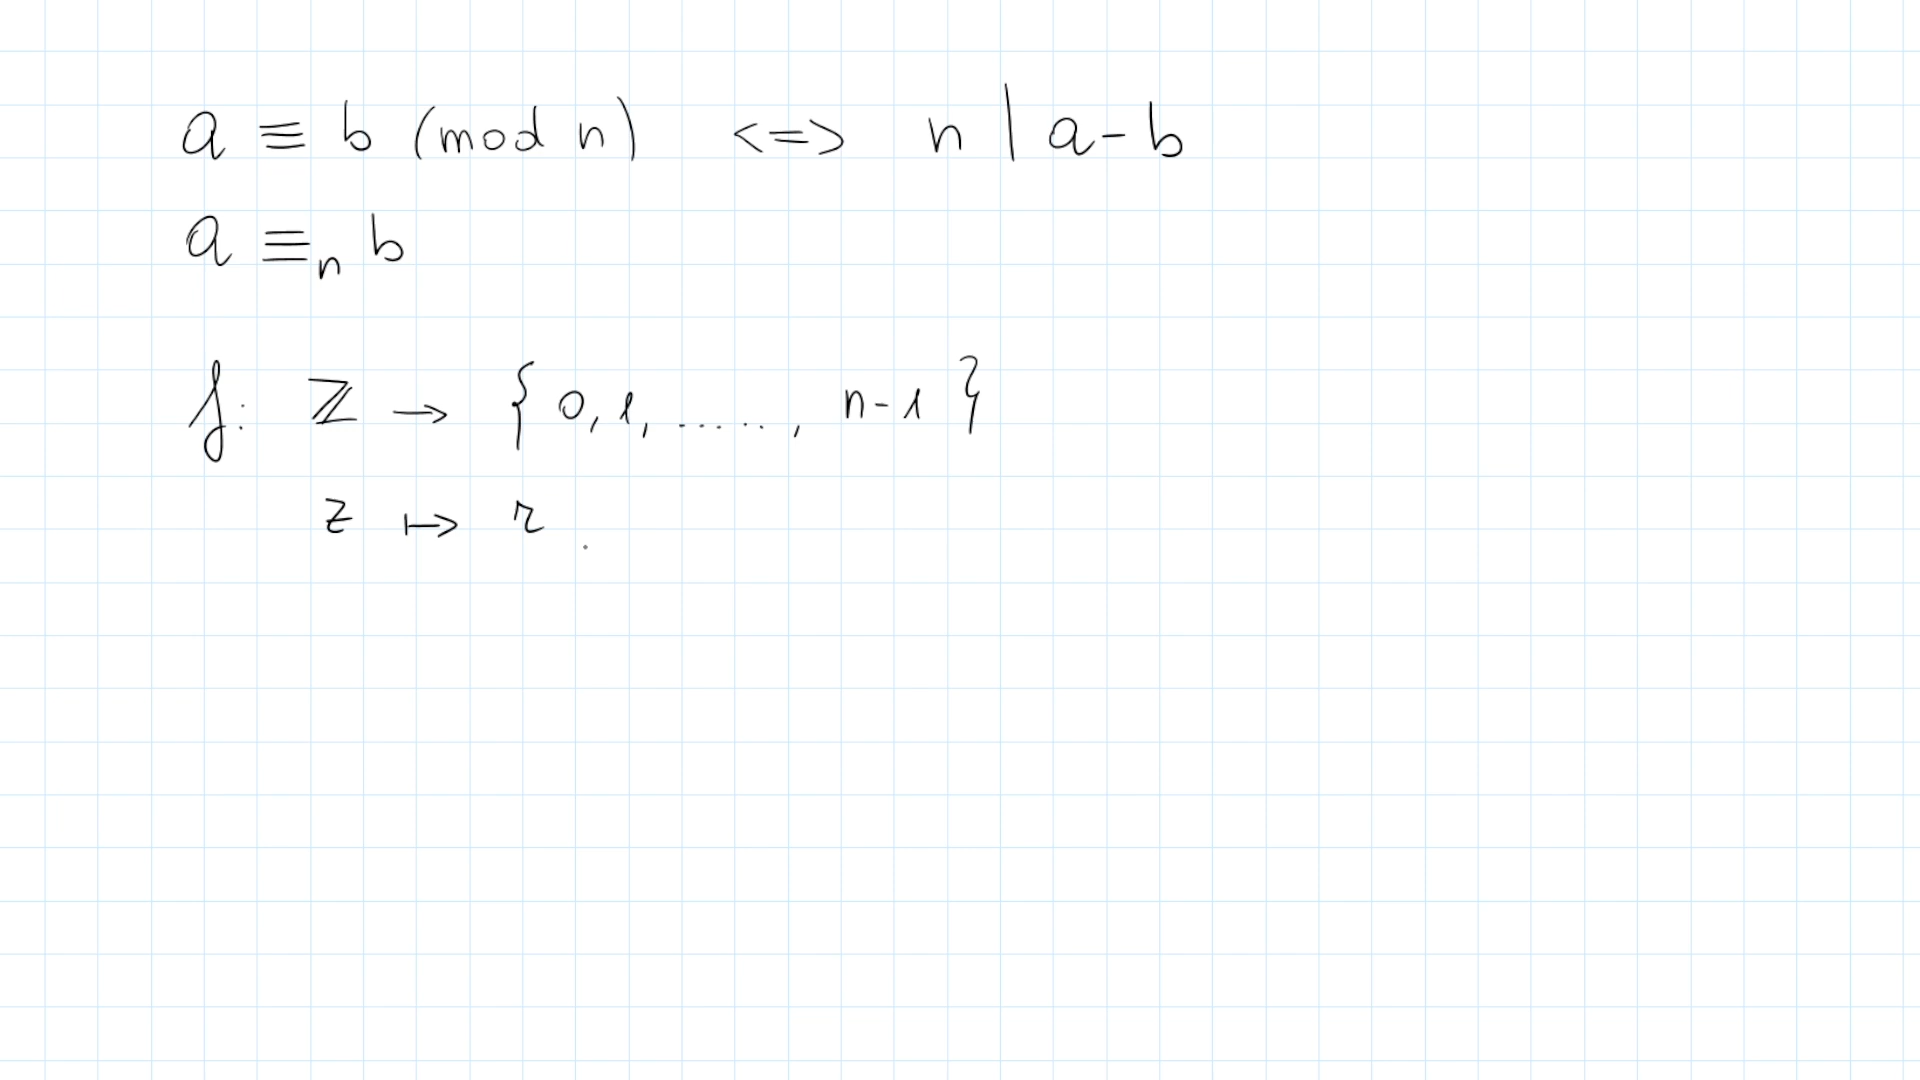 a ≡ b (mod n) <=> n | a-b
a ≡ₙ b
f: ℤ → { 0, 1, ......, n-1 }
z ↦ r